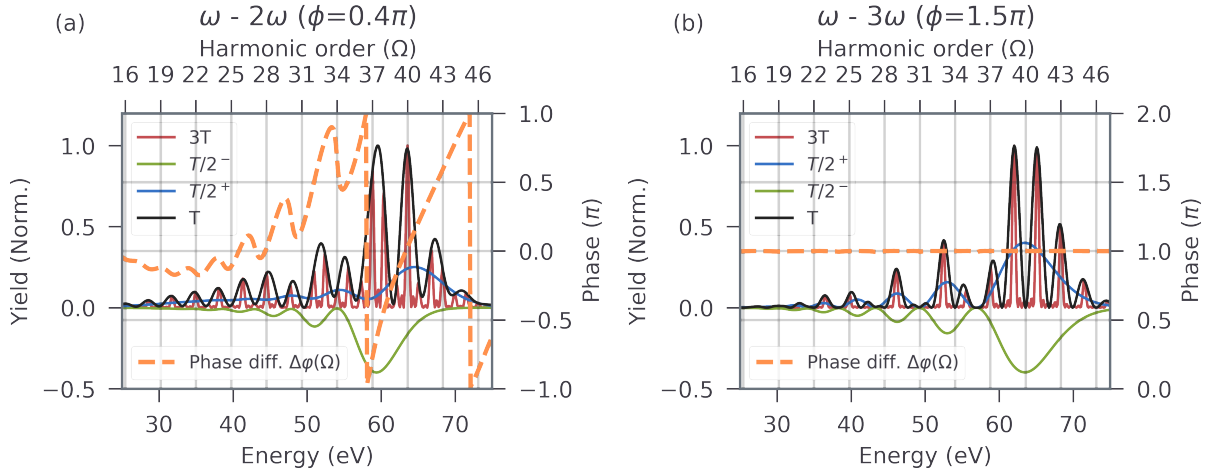 (a)
ω - 2ω (ϕ=0.4π)
Harmonic order (Ω)
16 19 22 25 28 31 34 37 40 43 46
Yield (Norm.)
1.0
0.5
0.0
−0.5
3T
T/2⁻
T/2⁺
T
Phase diff. Δφ(Ω)
1.0
0.5
0.0
−0.5
−1.0
Phase (π)
30 40 50 60 70
Energy (eV)
(b)
ω - 3ω (ϕ=1.5π)
Harmonic order (Ω)
16 19 22 25 28 31 34 37 40 43 46
Yield (Norm.)
1.0
0.5
0.0
−0.5
3T
T/2⁺
T/2⁻
T
Phase diff. Δφ(Ω)
2.0
1.5
1.0
0.5
0.0
Phase (π)
30 40 50 60 70
Energy (eV)